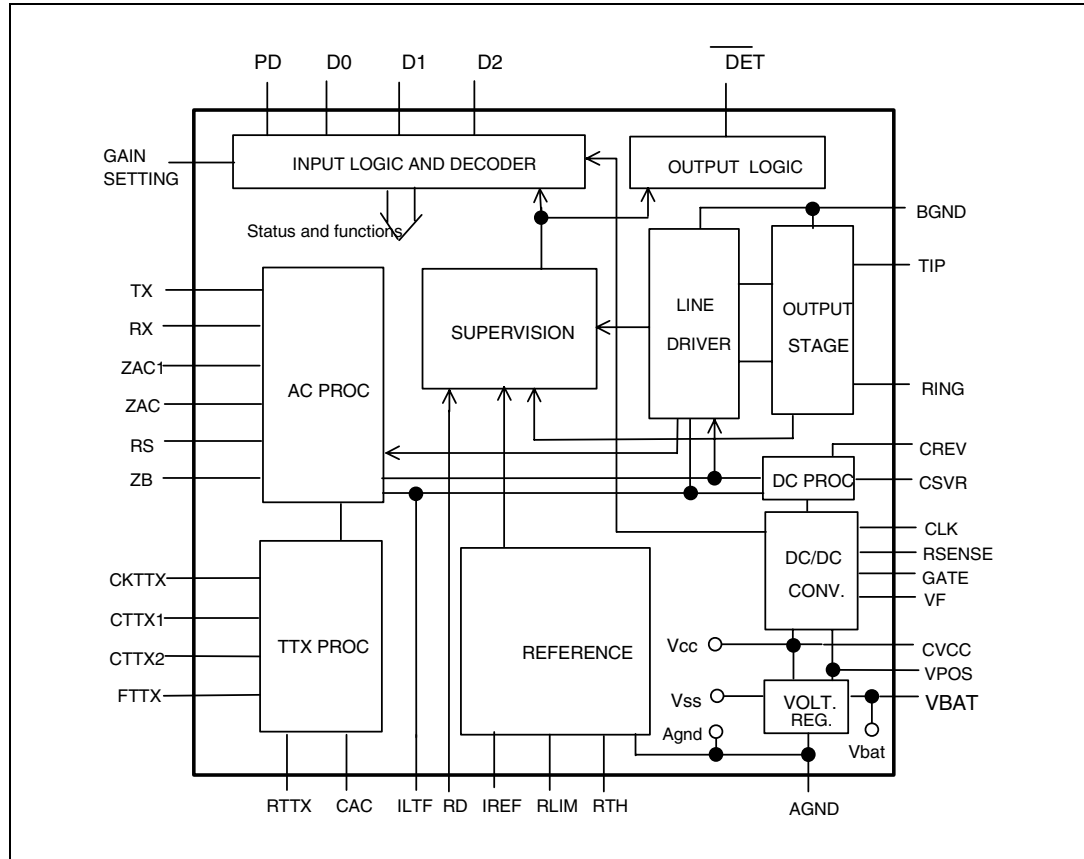 PD D0 D1 D2 DET
GAIN
SETTING
INPUT LOGIC AND DECODER
OUTPUT LOGIC
Status and functions
BGND
TIP
RING
CREV
CSVR
CLK
RSENSE
GATE
VF
CVCC
VPOS
VBAT
TX
RX
ZAC1
ZAC
RS
ZB
AC PROC
SUPERVISION
LINE
DRIVER
OUTPUT
STAGE
DC PROC
DC/DC
CONV.
CKTTX
CTTX1
CTTX2
FTTX
TTX PROC
REFERENCE
Vcc
Vss
Agnd
VOLT.
REG.
Vbat
RTTX CAC ILTF RD IREF RLIM RTH AGND